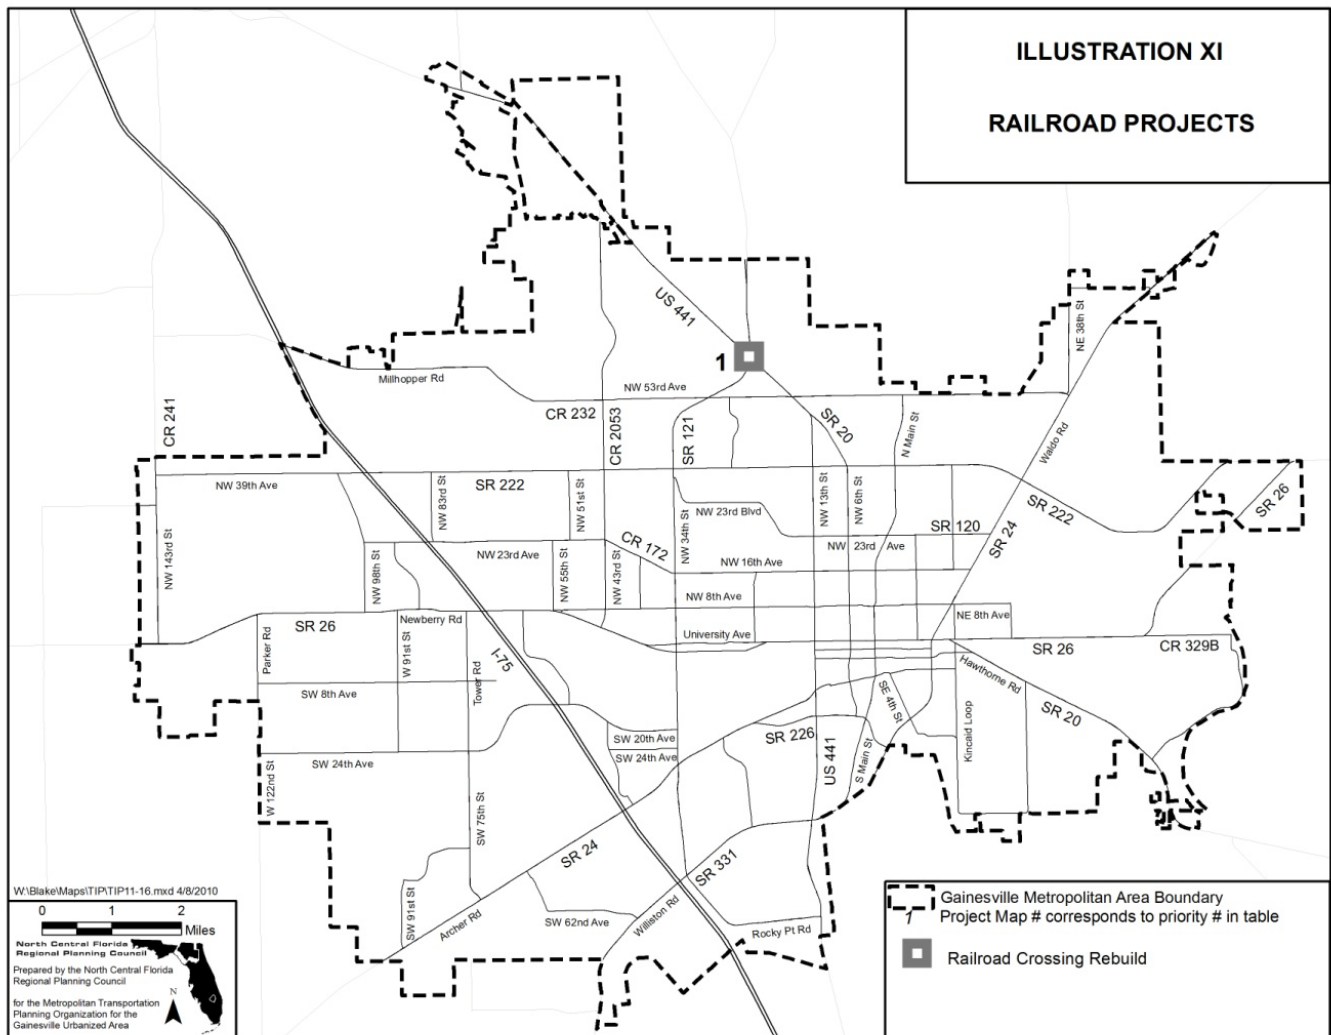 ILLUSTRATION XI
RAILROAD PROJECTS
US 441
NE 38th St
1
Millhopper Rd
NW 53rd Ave
CR 241
CR 232
CR 2053
SR 121
SR 20
N Main St
Waldo Rd
NW 39th Ave
NW 83rd St
SR 222
NW 51st St
NW 13th St
NW 6th St
SR 222
SR 26
NW 23rd Blvd
SR 120
SR 24
NW 143rd St
NW 98th St
NW 23rd Ave
NW 55th St
CR 172
NW 43rd St
NW 34th St
NW 23rd Ave
NW 16th Ave
NW 8th Ave
NE 8th Ave
SR 26
Newberry Rd
University Ave
SR 26
CR 329B
Parker Rd
W 91st St
Tower Rd
I-75
Hawthorne Rd
SW 8th Ave
SE 4th St
Kincald Loop
SR 20
SW 20th Ave
SR 226
SW 24th Ave
SW 24th Ave
US 441
S Main St
W 122nd St
SW 75th St
SR 24
SR 331
SW 91st St
Archer Rd
SW 62nd Ave
Williston Rd
Rocky Pt Rd
W:\Blake\Maps\TIP\TIP11-16.mxd 4/8/2010
0 1 2
Miles
North Central Florida
Regional Planning Council
Prepared by the North Central Florida
Regional Planning Council
N
for the Metropolitan Transportation
Planning Organization for the
Gainesville Urbanized Area
Gainesville Metropolitan Area Boundary
1 Project Map # corresponds to priority # in table
Railroad Crossing Rebuild